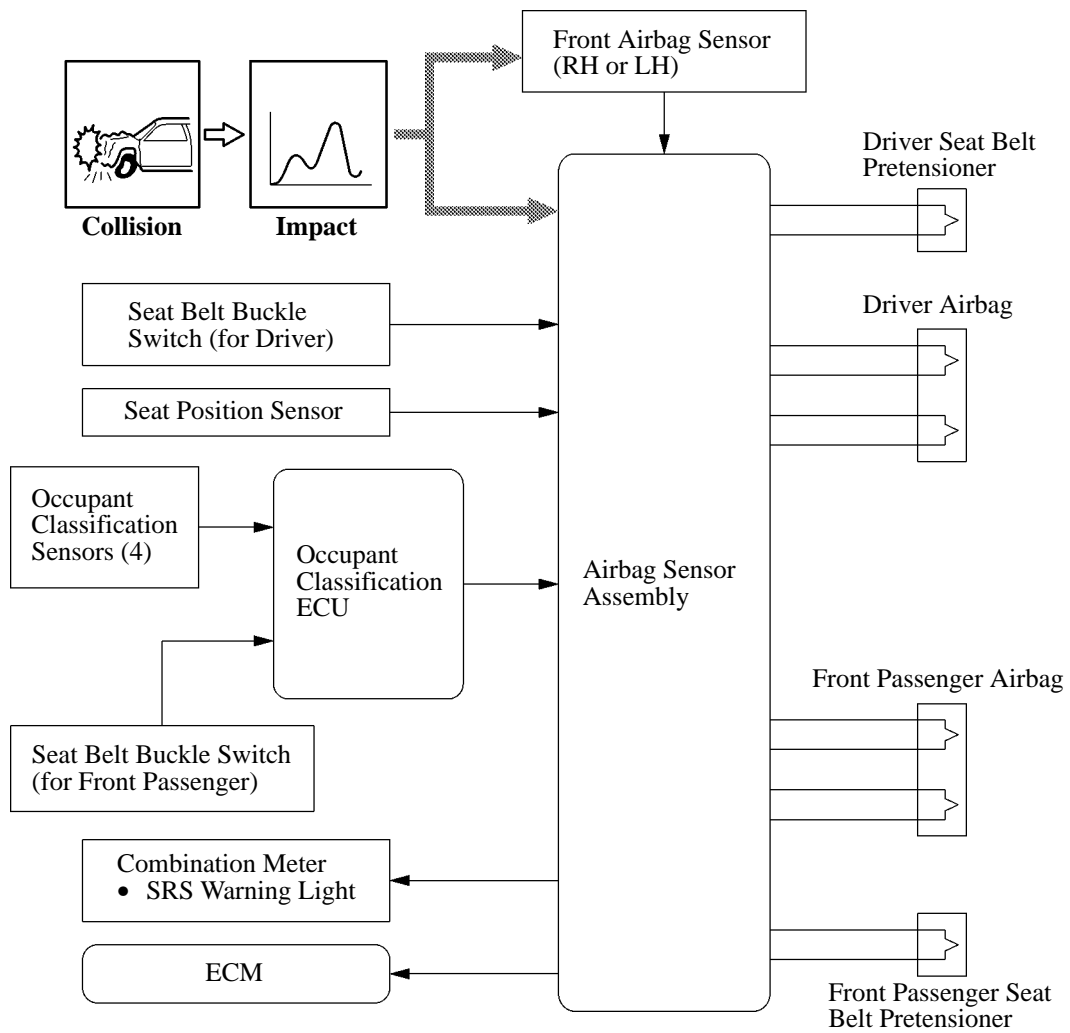 Front Airbag Sensor
(RH or LH)
Collision
Impact
Driver Seat Belt
Pretensioner
Seat Belt Buckle
Switch (for Driver)
Driver Airbag
Seat Position Sensor
Occupant
Classification
Sensors (4)
Occupant
Classification
ECU
Airbag Sensor
Assembly
Front Passenger Airbag
Seat Belt Buckle Switch
(for Front Passenger)
Combination Meter
• SRS Warning Light
ECM
Front Passenger Seat
Belt Pretensioner